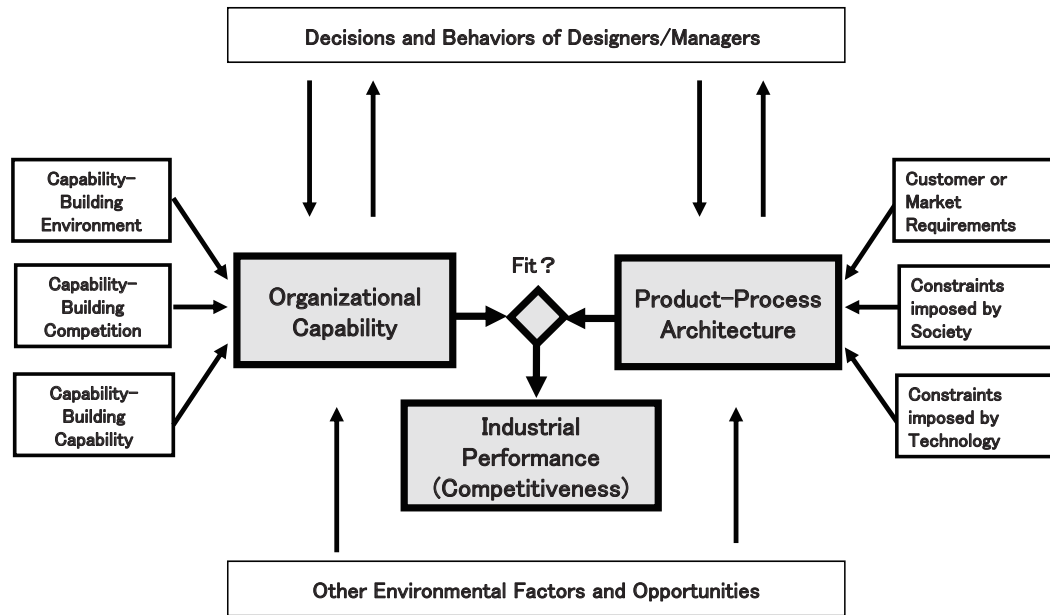 Decisions and Behaviors of Designers/Managers
Capability-
Building
Environment
Capability-
Building
Competition
Capability-
Building
Capability
Organizational
Capability
Fit？
Product-Process
Architecture
Customer or
Market
Requirements
Constraints
imposed by
Society
Constraints
imposed by
Technology
Industrial
Performance
(Competitiveness)
Other Environmental Factors and Opportunities